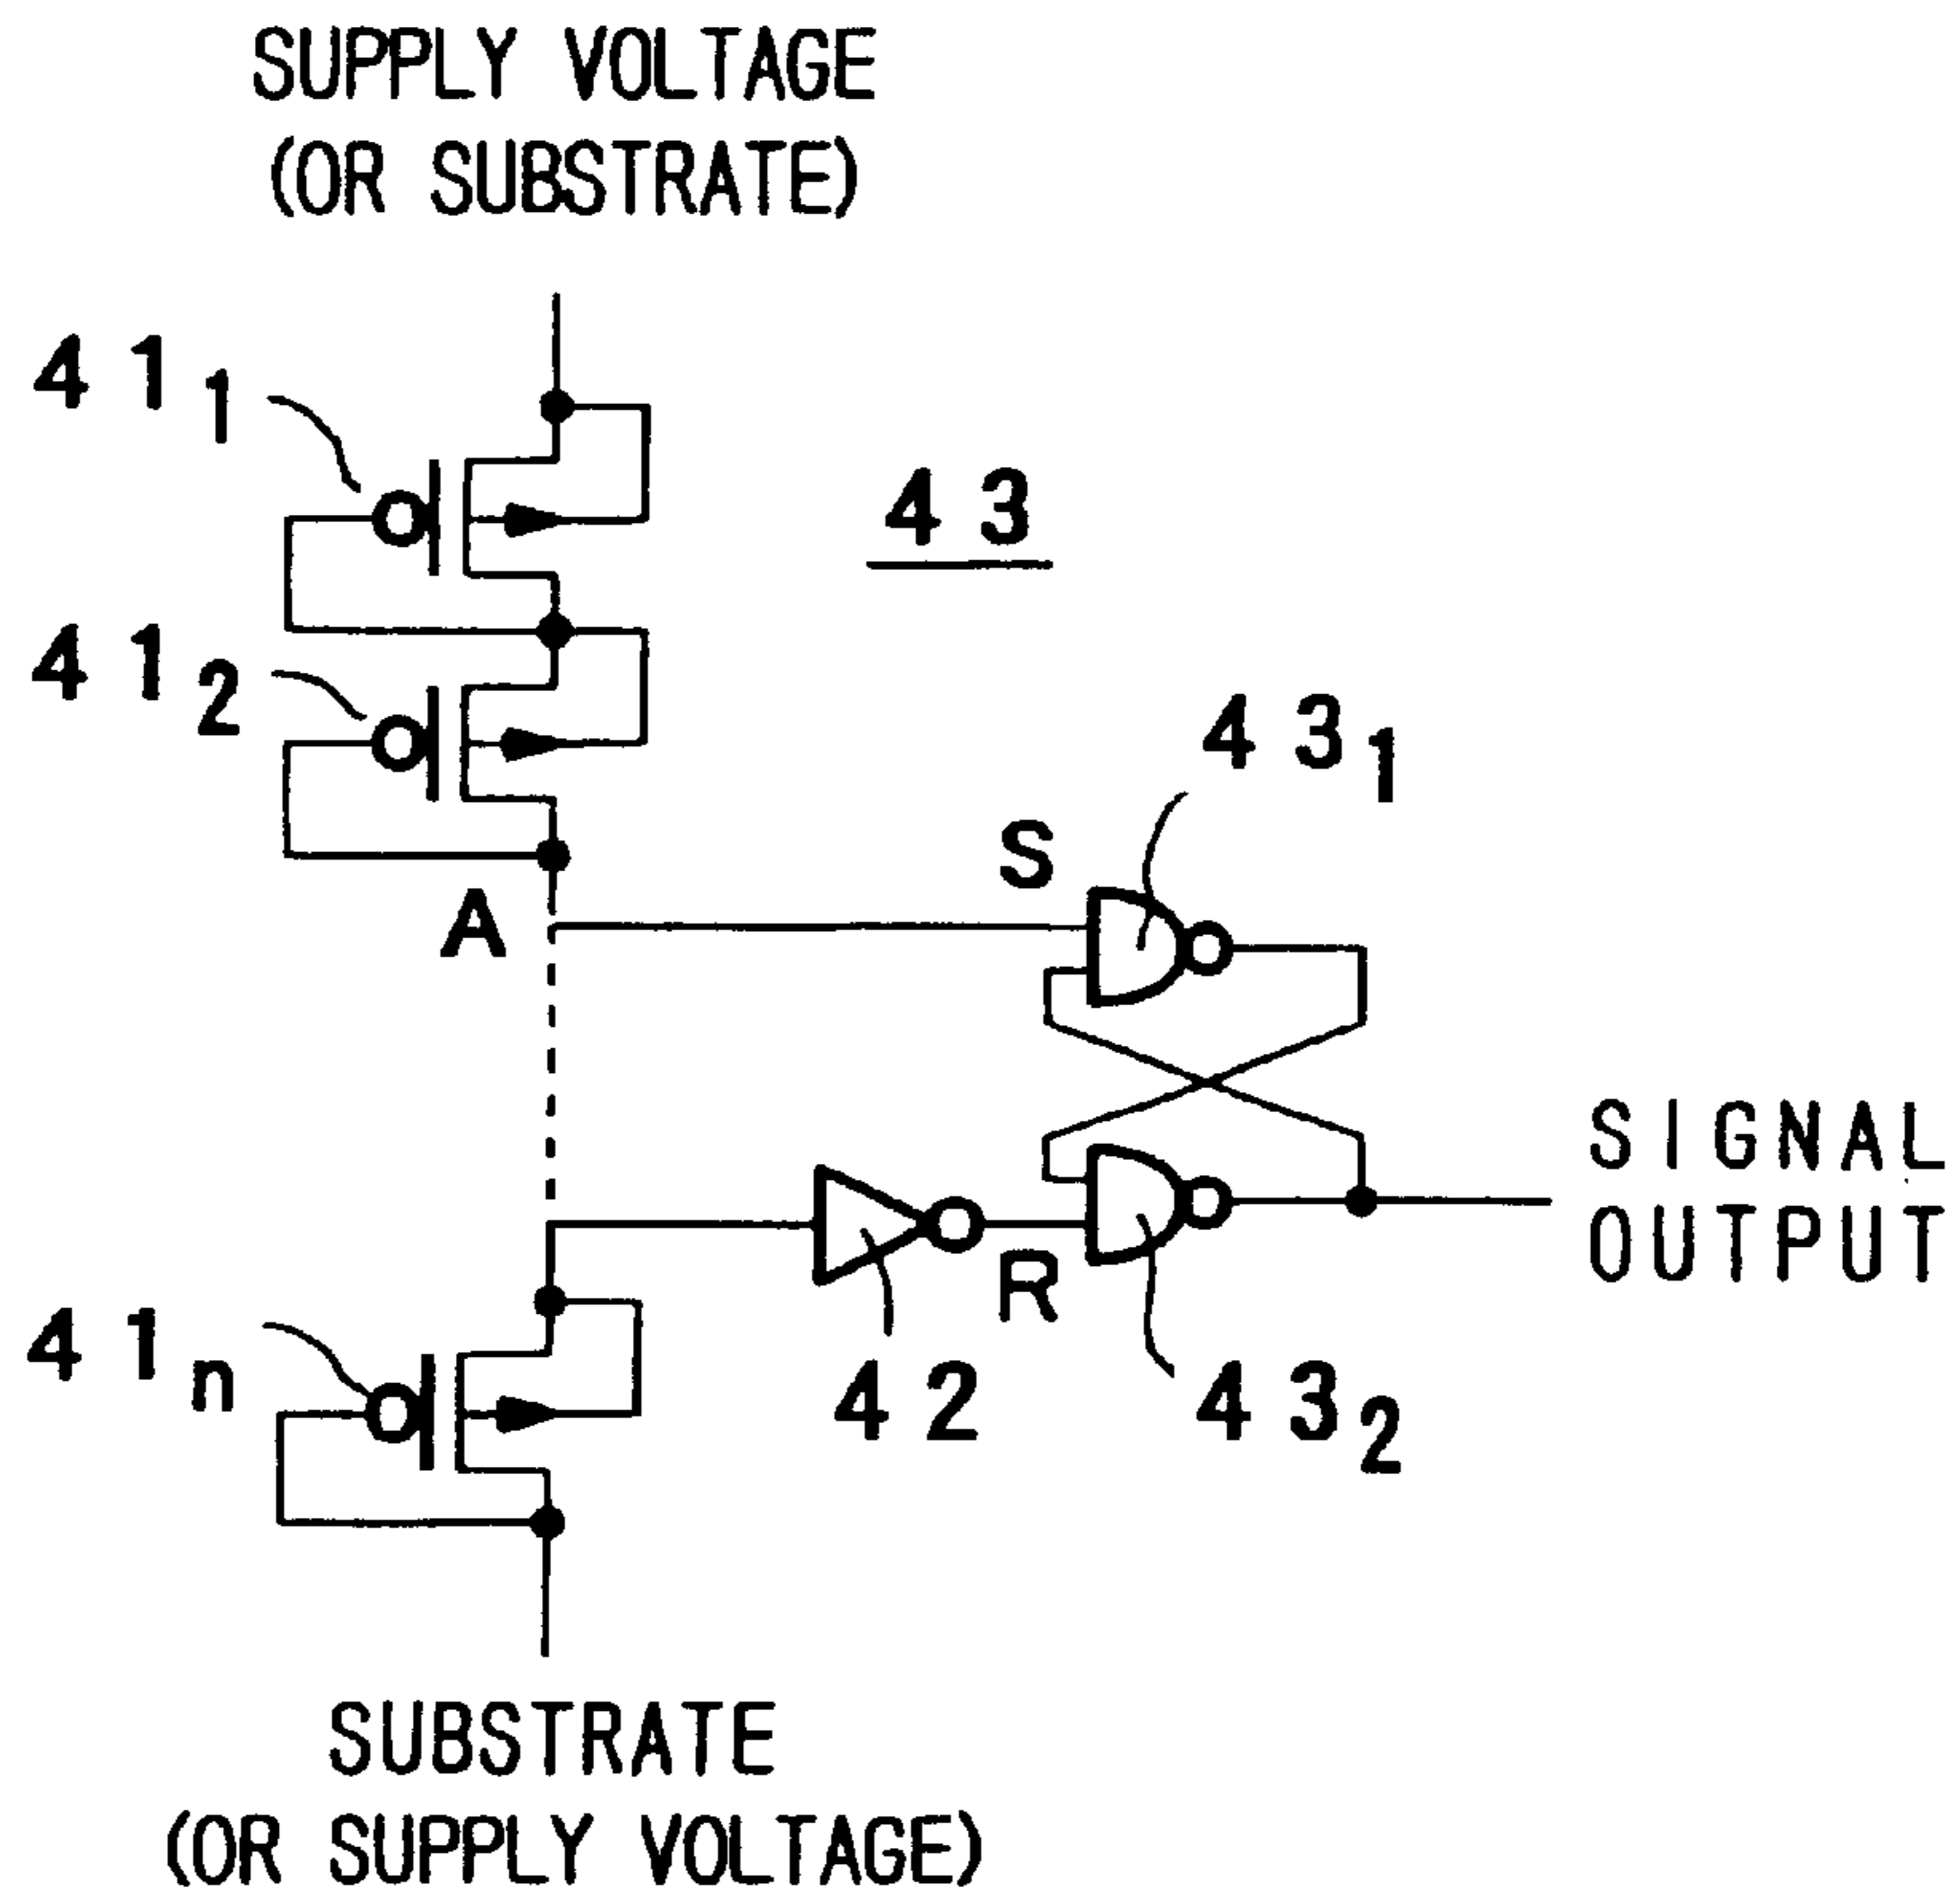 SUPPLY VOLTAGE
(OR SUBSTRATE)
41₁
43
41₂
43₁
S
A
SIGNAL
OUTPUT
R
41ₙ
42
43₂
SUBSTRATE
(OR SUPPLY VOLTAGE)